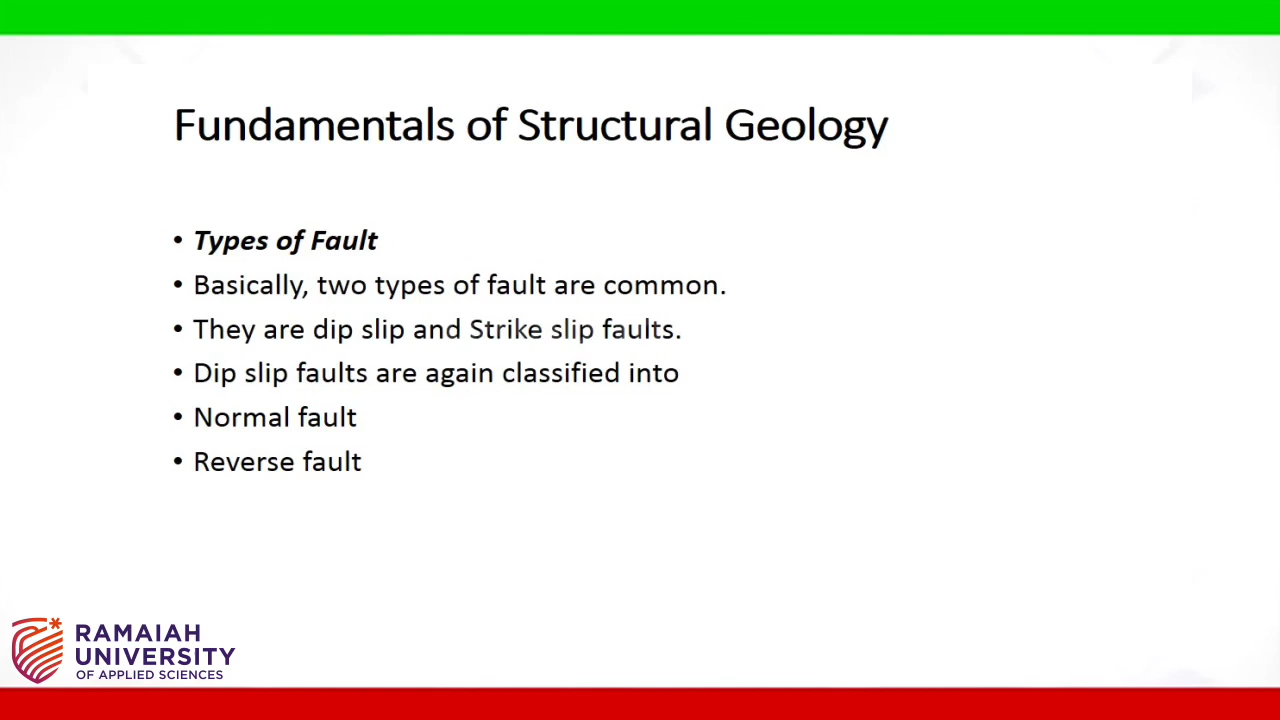 Fundamentals of Structural Geology
• Types of Fault
• Basically, two types of fault are common.
• They are dip slip and Strike slip faults.
• Dip slip faults are again classified into
• Normal fault
• Reverse fault
RAMAIAH
UNIVERSITY
OF APPLIED SCIENCES